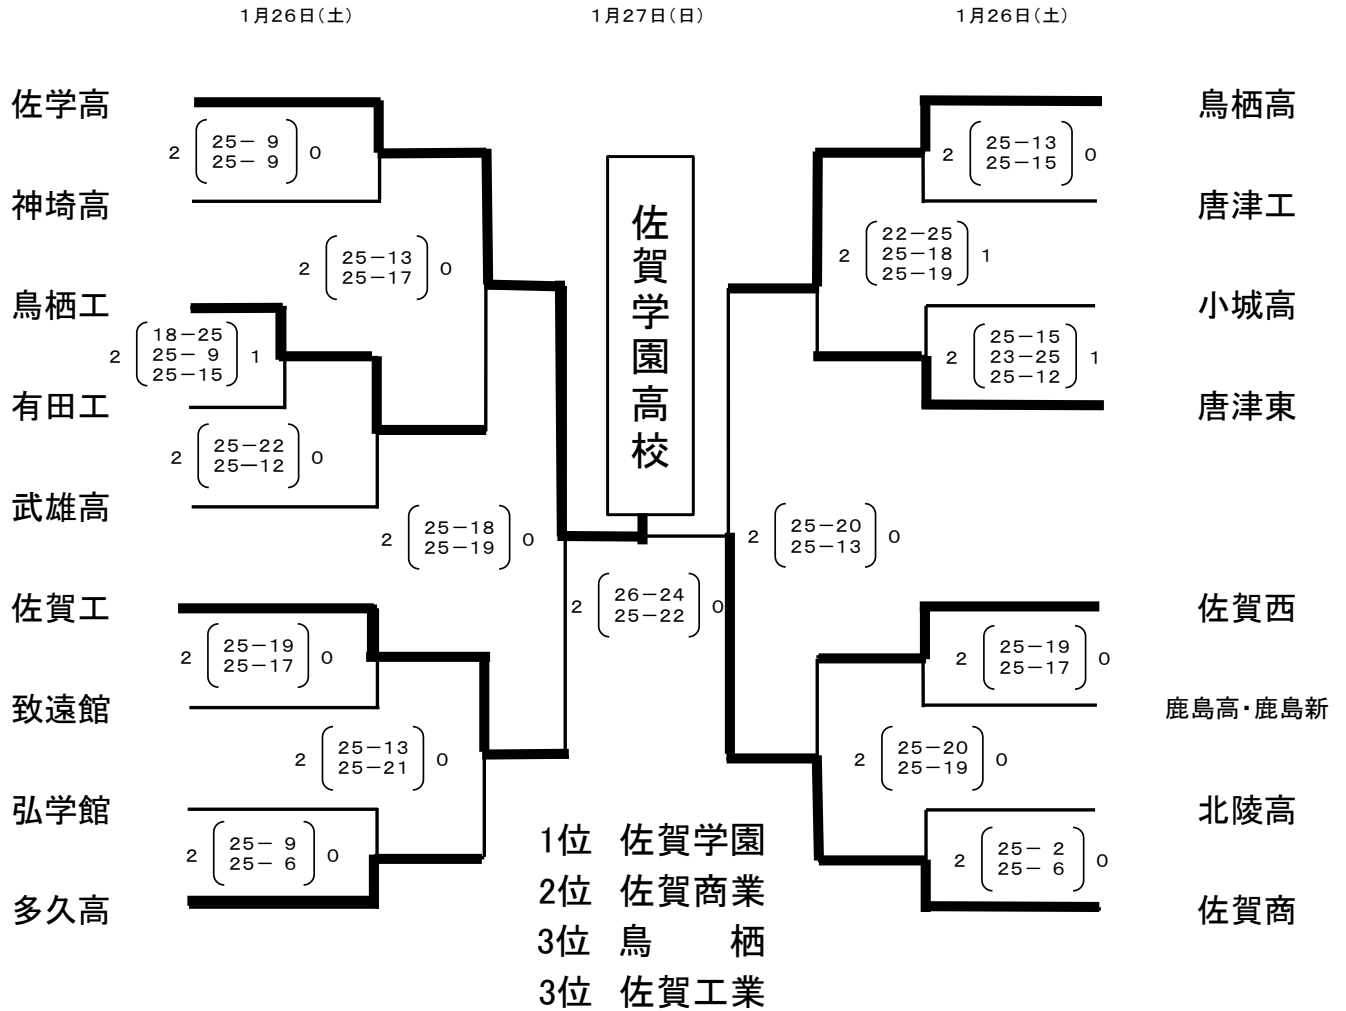 1月26日(土)
1月27日(日)
1月26日(土)
佐学高
2 25－ 9 0
25－ 9
神埼高
2 25－13 0
25－17
鳥栖工
18－25
2 25－ 9 1
25－15
有田工
2 25－22 0
25－12
武雄高
2 25－18 0
25－19
佐賀工
2 25－19 0
25－17
致遠館
2 25－13 0
25－21
弘学館
2 25－ 9 0
25－ 6
多久高
佐賀学園高校
2 26－24 0
25－22
1位 佐賀学園
2位 佐賀商業
3位 鳥 栖
3位 佐賀工業
鳥栖高
2 25－13 0
25－15
唐津工
22－25
2 25－18 1
25－19
小城高
25－15
2 23－25 1
25－12
唐津東
2 25－20 0
25－13
佐賀西
2 25－19 0
25－17
鹿島高・鹿島新
2 25－20 0
25－19
北陵高
2 25－ 2 0
25－ 6
佐賀商